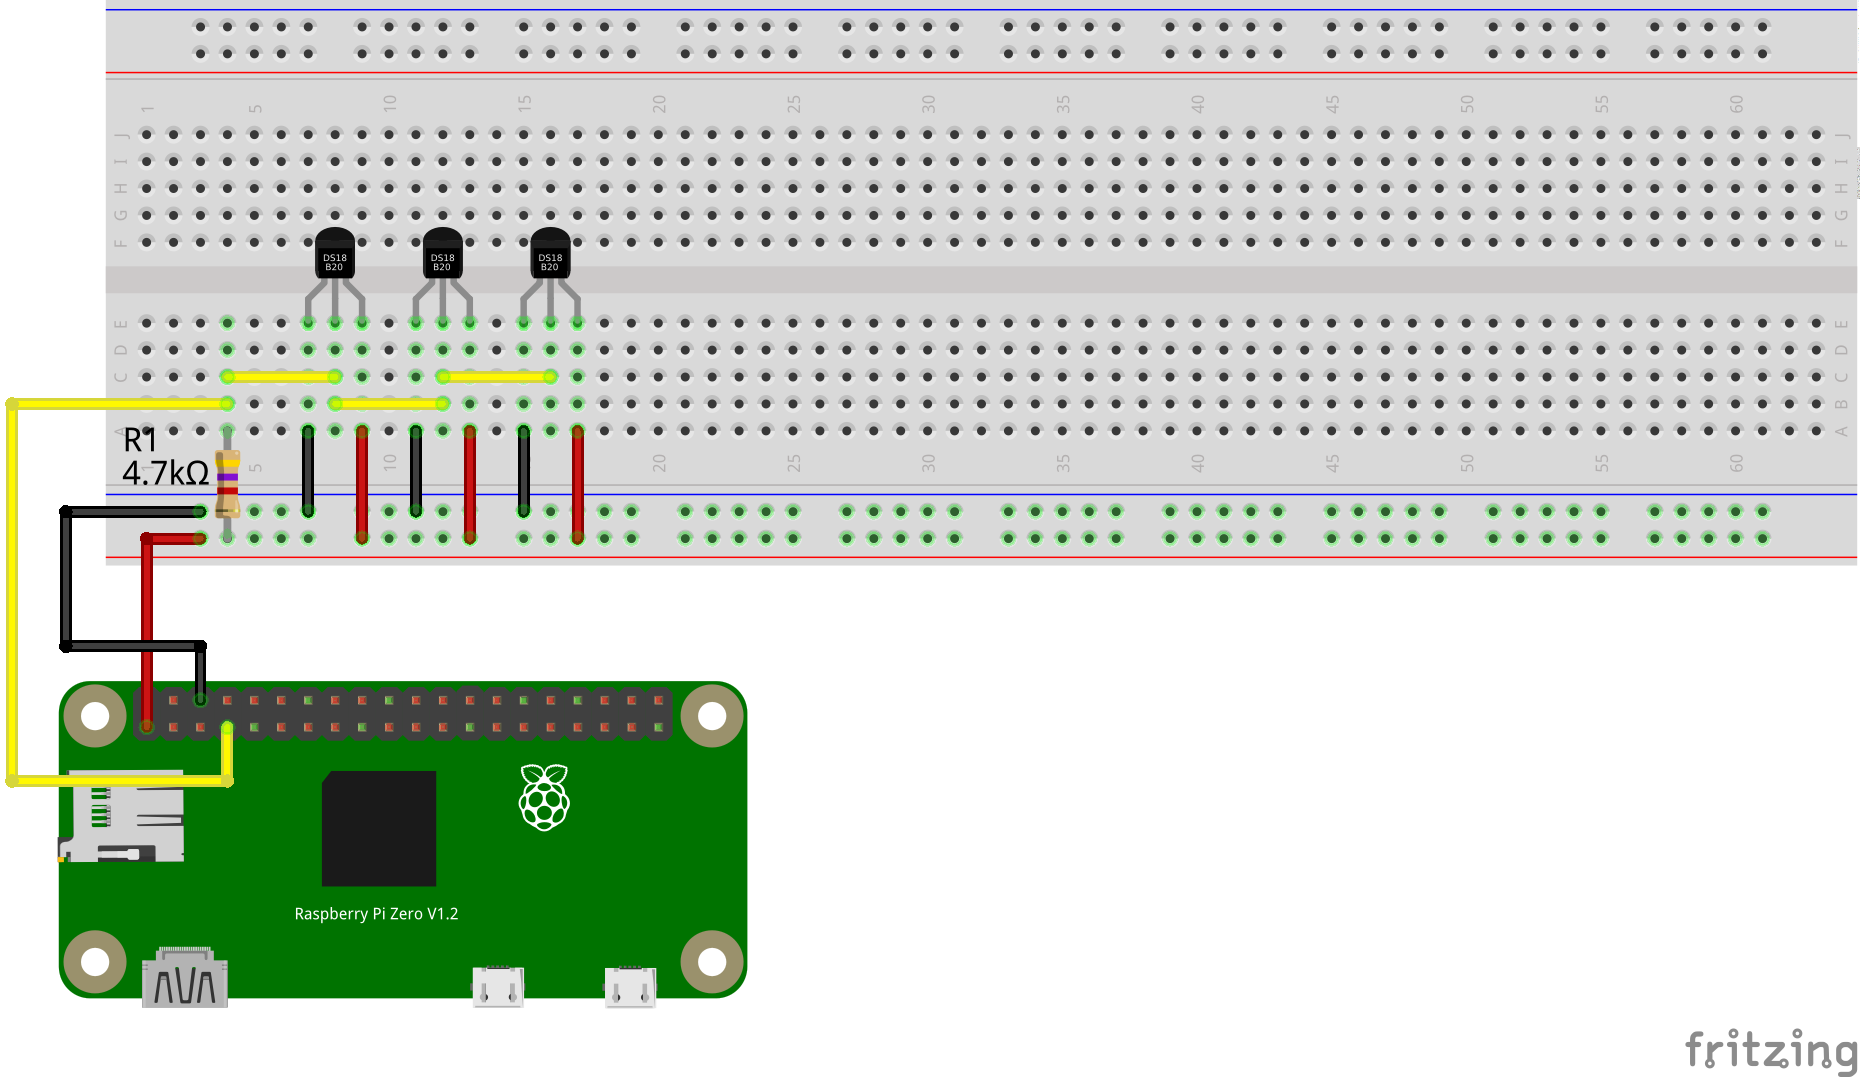 1 5 10 15 20 25 30 35 40 45 50 55 60
J J
I I
H H
G G
F F
DS18 B20
DS18 B20
DS18 B20
E E
D D
C C
B B
A A
R1
4.7kΩ
1 5 10 15 20 25 30 35 40 45 50 55 60
Raspberry Pi Zero V1.2
fritzing